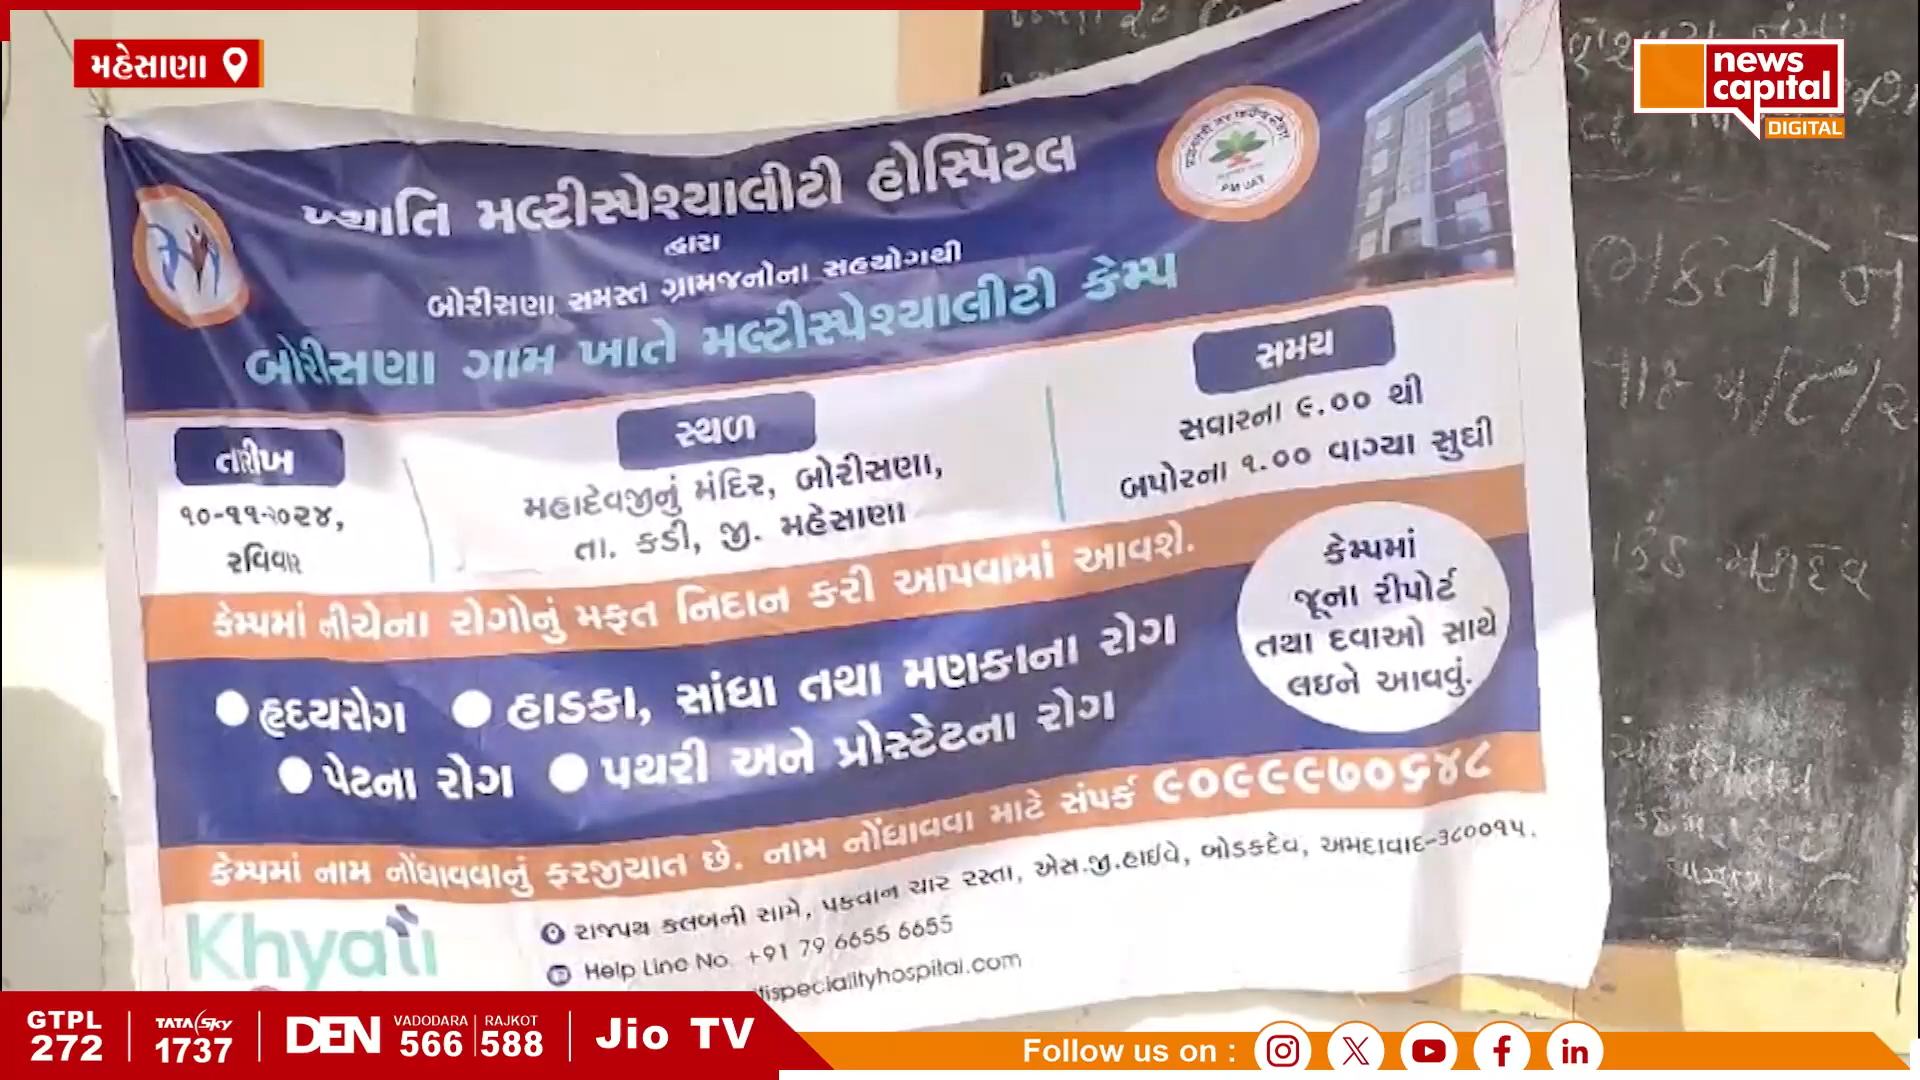 મહેસાણા
news
capital
DIGITAL
ખ્યાતિ મલ્ટીસ્પેશ્યાલીટી હોસ્પિટલ
દ્વારા
બોરીસણા સમસ્ત ગ્રામજનોના સહયોગથી
બોરીસણા ગામ ખાતે મલ્ટીસ્પેશ્યાલીટી કેમ્પ
PMJAY
તારીખ
૧૦-૧૧-૨૦૨૪,
રવિવાર
સ્થળ
મહાદેવજીનું મંદિર, બોરીસણા,
તા. કડી, જી. મહેસાણા
સમય
સવારના ૯.૦૦ થી
બપોરના ૧.૦૦ વાગ્યા સુધી
કેમ્પમાં નીચેના રોગોનું મફત નિદાન કરી આપવામાં આવશે.
હૃદયરોગ
હાડકા, સાંધા તથા મણકાના રોગ
પેટના રોગ
પથરી અને પ્રોસ્ટેટના રોગ
કેમ્પમાં
જૂના રીપોર્ટ
તથા દવાઓ સાથે
લઇને આવવું.
કેમ્પમાં નામ નોંધાવવાનું ફરજીયાત છે. નામ નોંધાવવા માટે સંપર્ક ૯૦૯૯૯૭૦૬૪૮
Khyati
રાજપથ કલબની સામે, પકવાન ચાર રસ્તા, એસ.જી.હાઈવે, બોડકદેવ, અમદાવાદ-૩૮૦૦૧૫.
Help Line No. +91 79 6655 6655
tispecialityhospital.com
GTPL
272
TATA Sky
1737
DEN
VADODARA
566
RAJKOT
588
Jio TV
Follow us on :